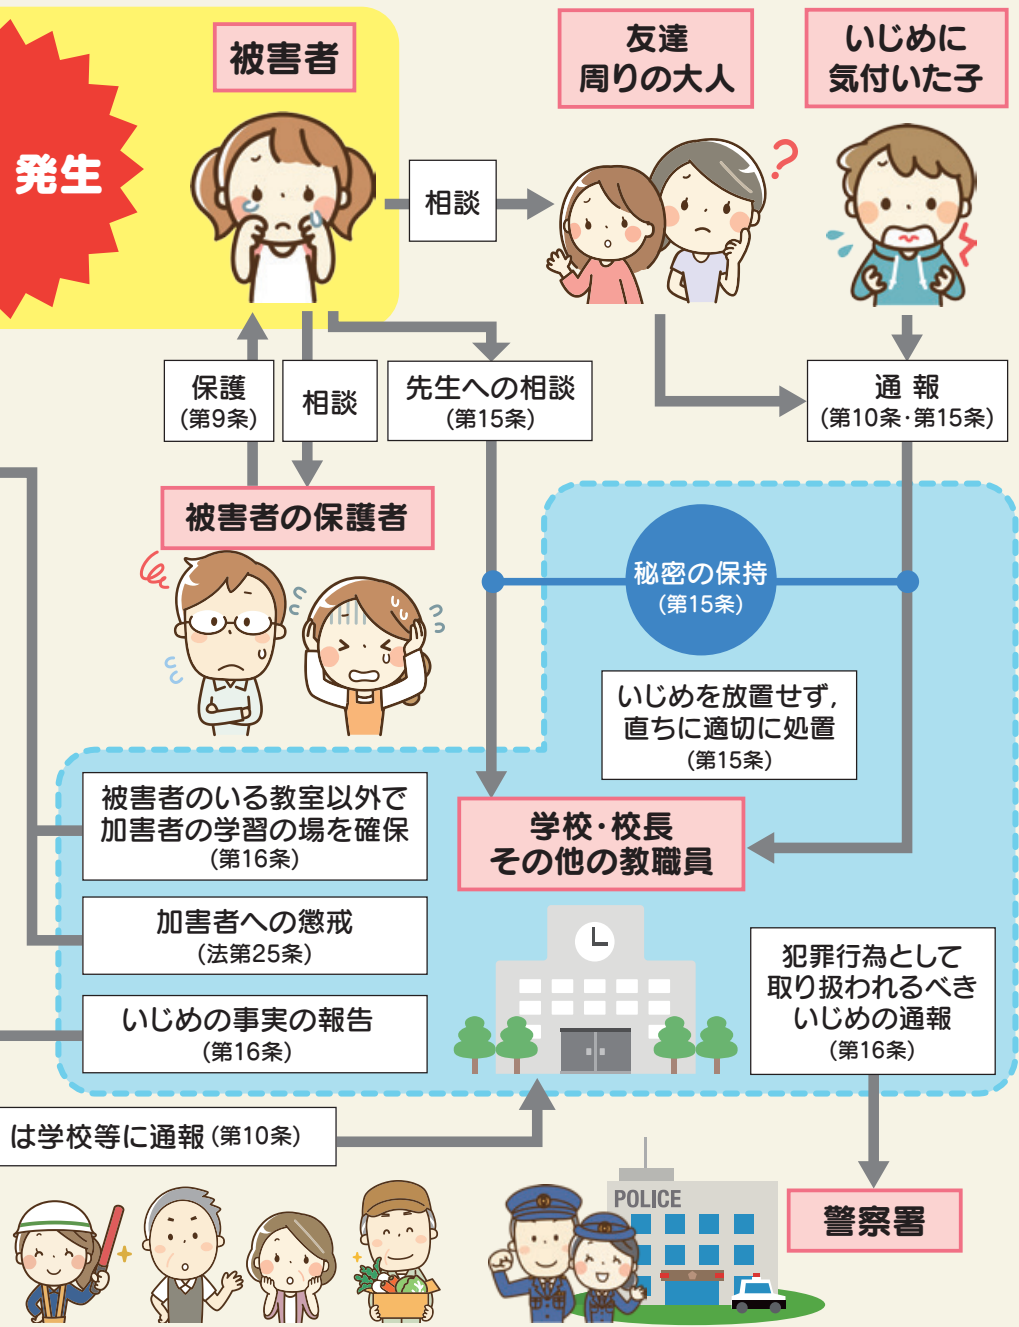 発生
被害者
友達
周りの大人
いじめに
気付いた子
相談
保護
(第9条)
相談
先生への相談
(第15条)
通 報
(第10条・第15条)
被害者の保護者
秘密の保持
(第15条)
いじめを放置せず，
直ちに適切に処置
(第15条)
被害者のいる教室以外で
加害者の学習の場を確保
(第16条)
学校・校長
その他の教職員
加害者への懲戒
(法第25条)
いじめの事実の報告
(第16条)
犯罪行為として
取り扱われるべき
いじめの通報
(第16条)
は学校等に通報 (第10条)
POLICE
警察署